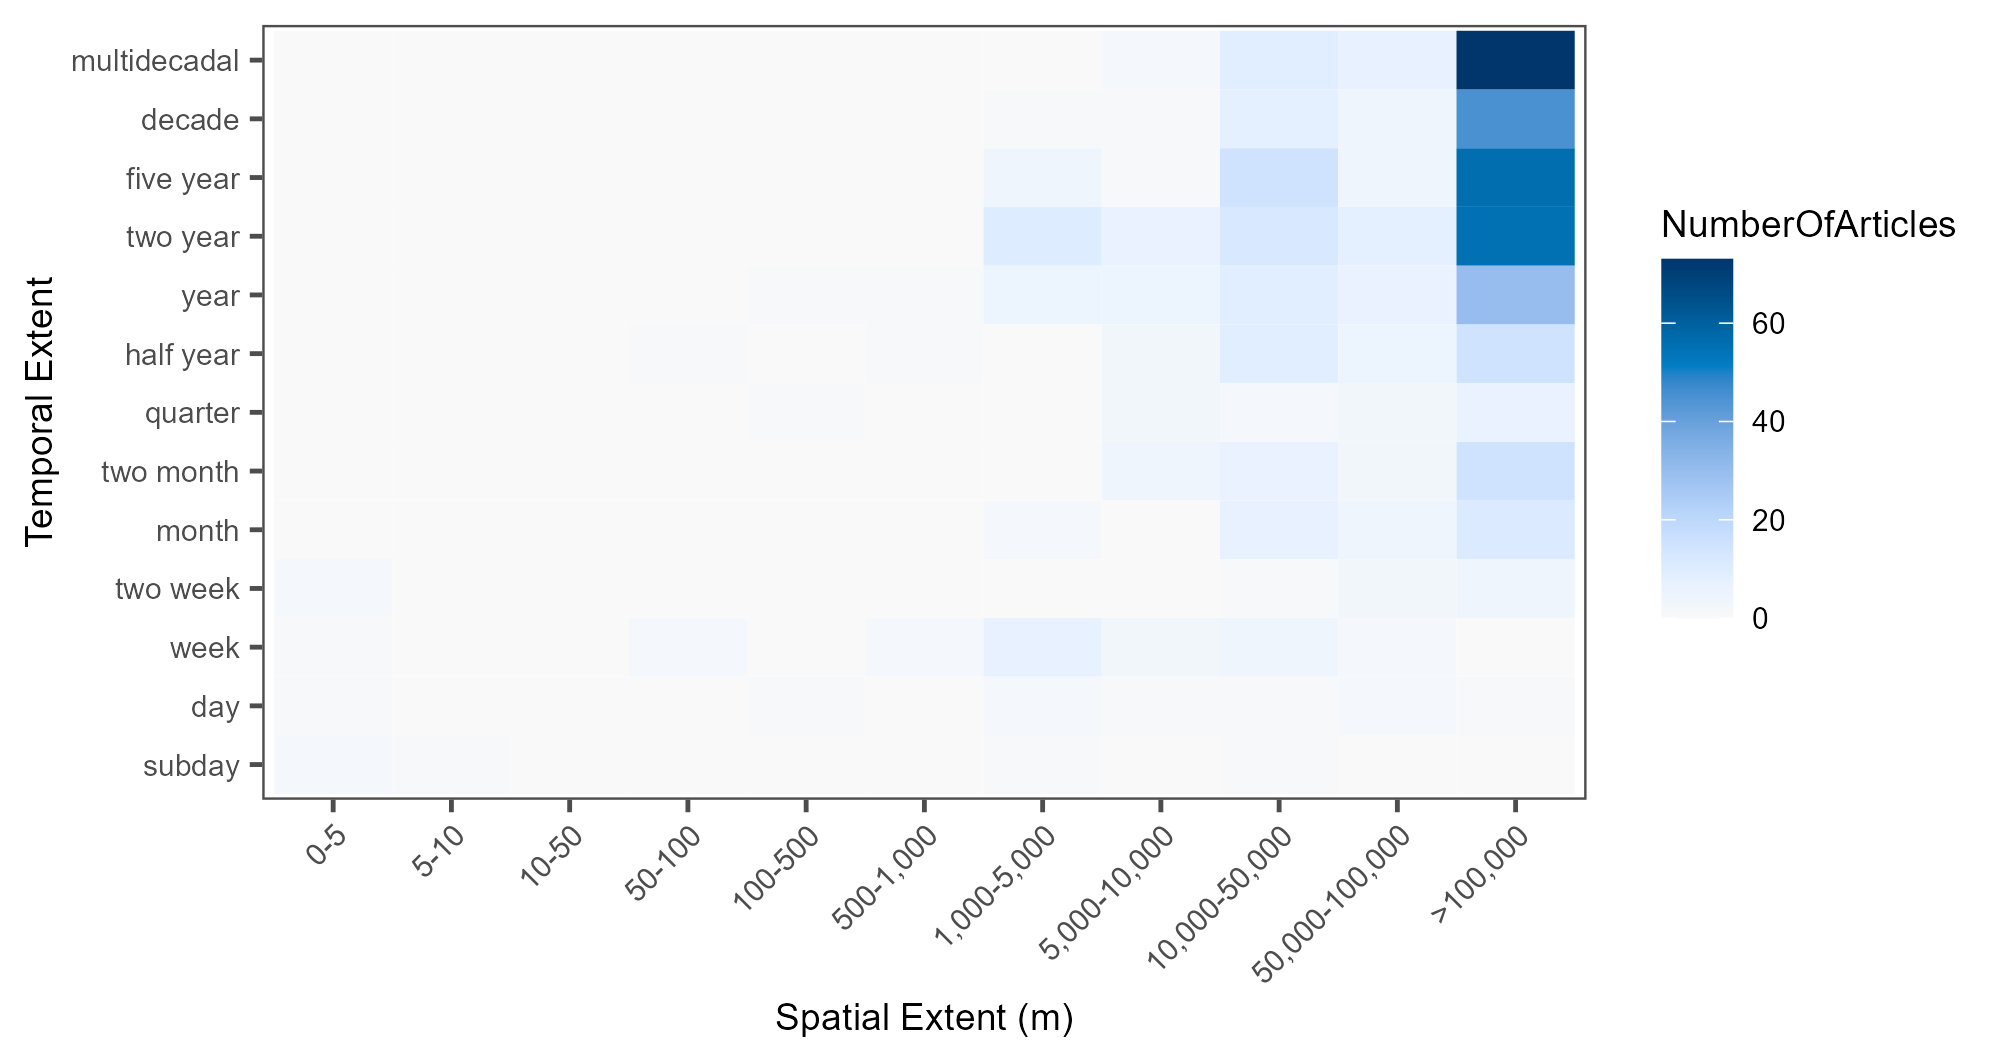 multidecadal
decade
five year
two year
year
half year
quarter
two month
month
two week
week
day
subday
Temporal Extent
0-5
5-10
10-50
50-100
100-500
500-1,000
1,000-5,000
5,000-10,000
10,000-50,000
50,000-100,000
>100,000
Spatial Extent (m)
NumberOfArticles
60
40
20
0